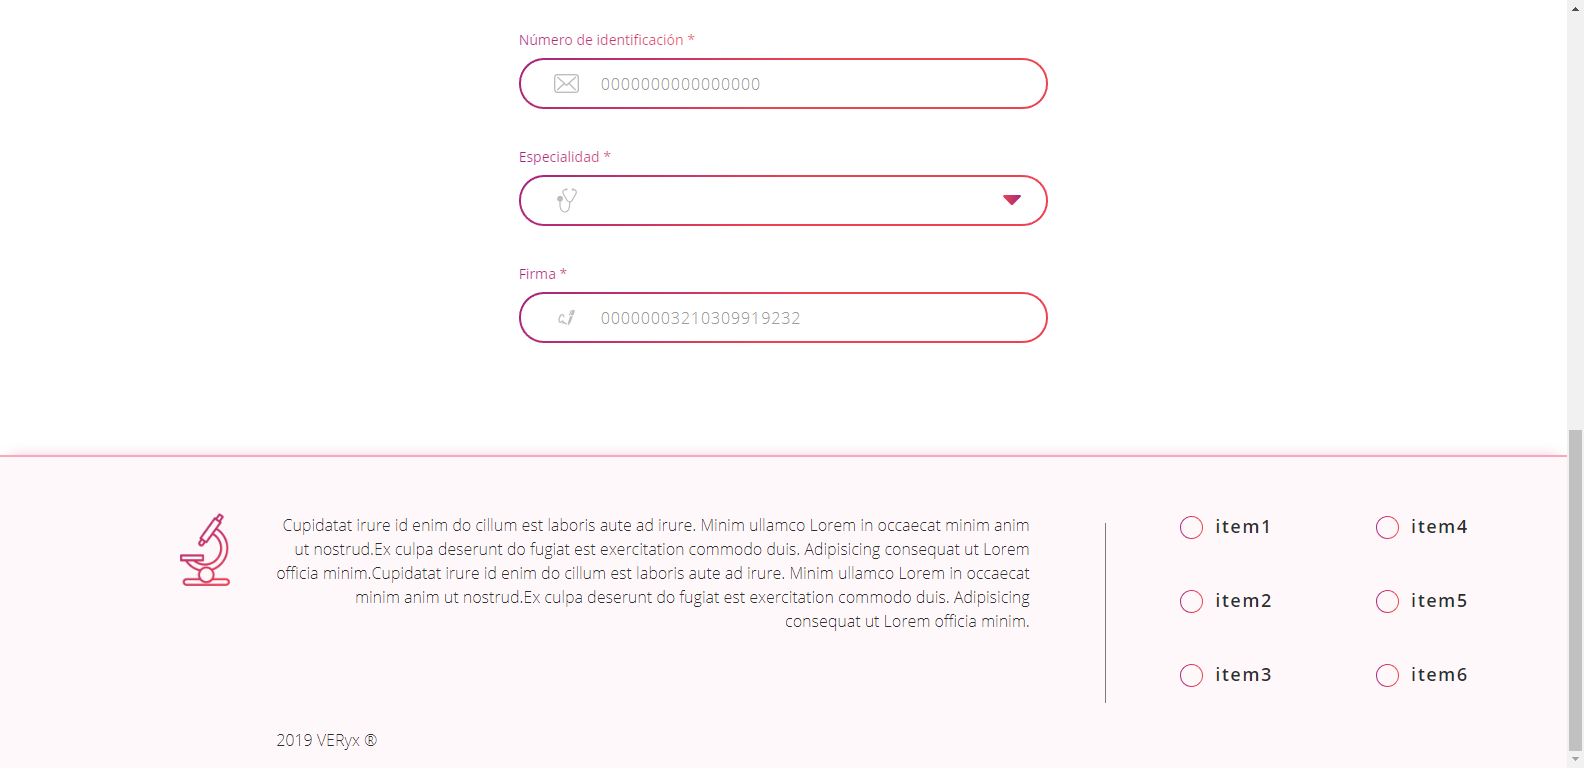 Número de identificación *
0000000000000000
Especialidad *
Firma *
00000003210309919232
Cupidatat irure id enim do cillum est laboris aute ad irure. Minim ullamco Lorem in occaecat minim anim
ut nostrud.Ex culpa deserunt do fugiat est exercitation commodo duis. Adipisicing consequat ut Lorem
officia minim.Cupidatat irure id enim do cillum est laboris aute ad irure. Minim ullamco Lorem in occaecat
minim anim ut nostrud.Ex culpa deserunt do fugiat est exercitation commodo duis. Adipisicing
consequat ut Lorem officia minim.
item1
item2
item3
item4
item5
item6
2019 VERyx ®